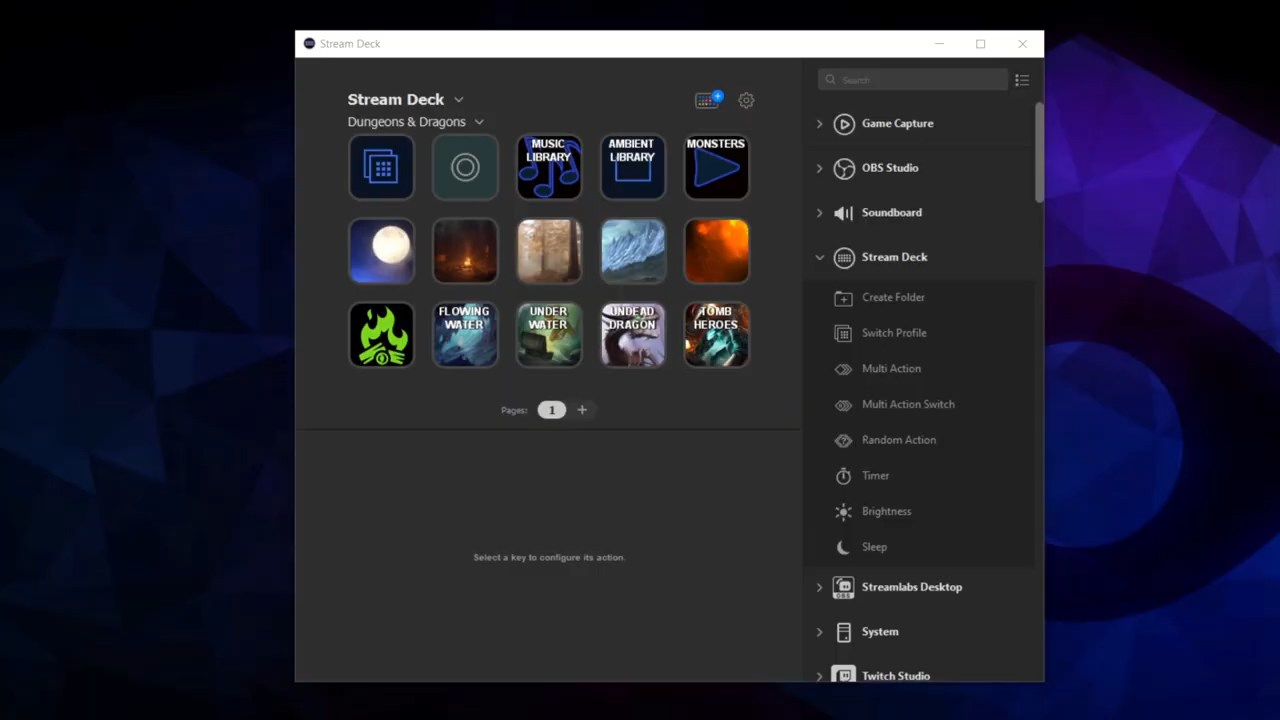 Stream Deck
Search
Stream Deck
Dungeons & Dragons
MUSIC
LIBRARY
AMBIENT
LIBRARY
MONSTERS
FLOWING
WATER
UNDER
WATER
UNDEAD
DRAGON
TOMB
HEROES
Pages:
1
+
Select a key to configure its action.
Game Capture
OBS Studio
Soundboard
Stream Deck
Create Folder
Switch Profile
Multi Action
Multi Action Switch
Random Action
Timer
Brightness
Sleep
OBS
Streamlabs Desktop
System
Twitch Studio